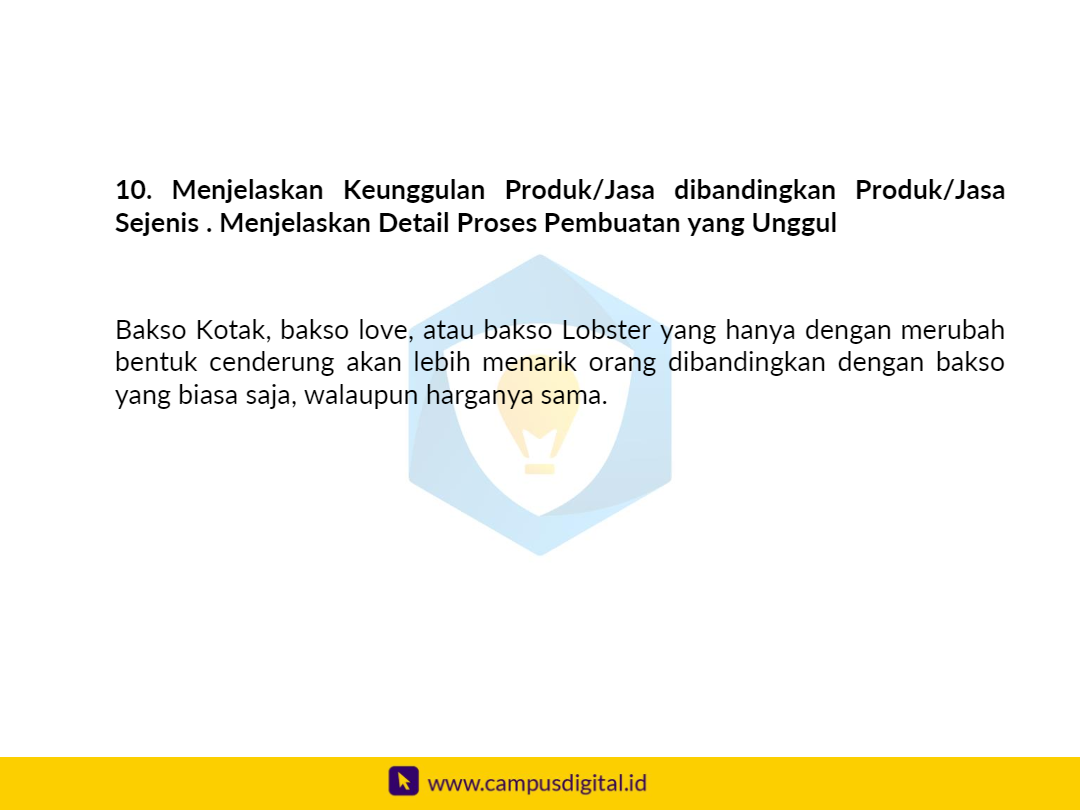 10. Menjelaskan Keunggulan Produk/Jasa dibandingkan Produk/Jasa
Sejenis . Menjelaskan Detail Proses Pembuatan yang Unggul
Bakso Kotak, bakso love, atau bakso Lobster yang hanya dengan merubah
bentuk cenderung akan lebih menarik orang dibandingkan dengan bakso
yang biasa saja, walaupun harganya sama.
www.campusdigital.id